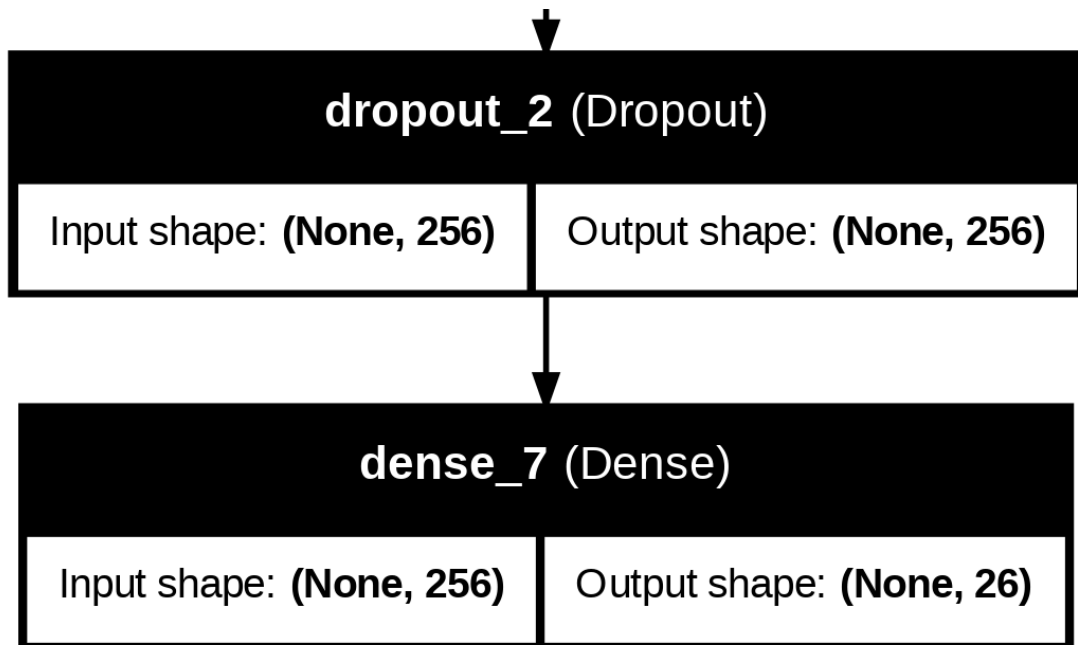 dropout_2 (Dropout)
Input shape: (None, 256) Output shape: (None, 256)
dense_7 (Dense)
Input shape: (None, 256) Output shape: (None, 26)